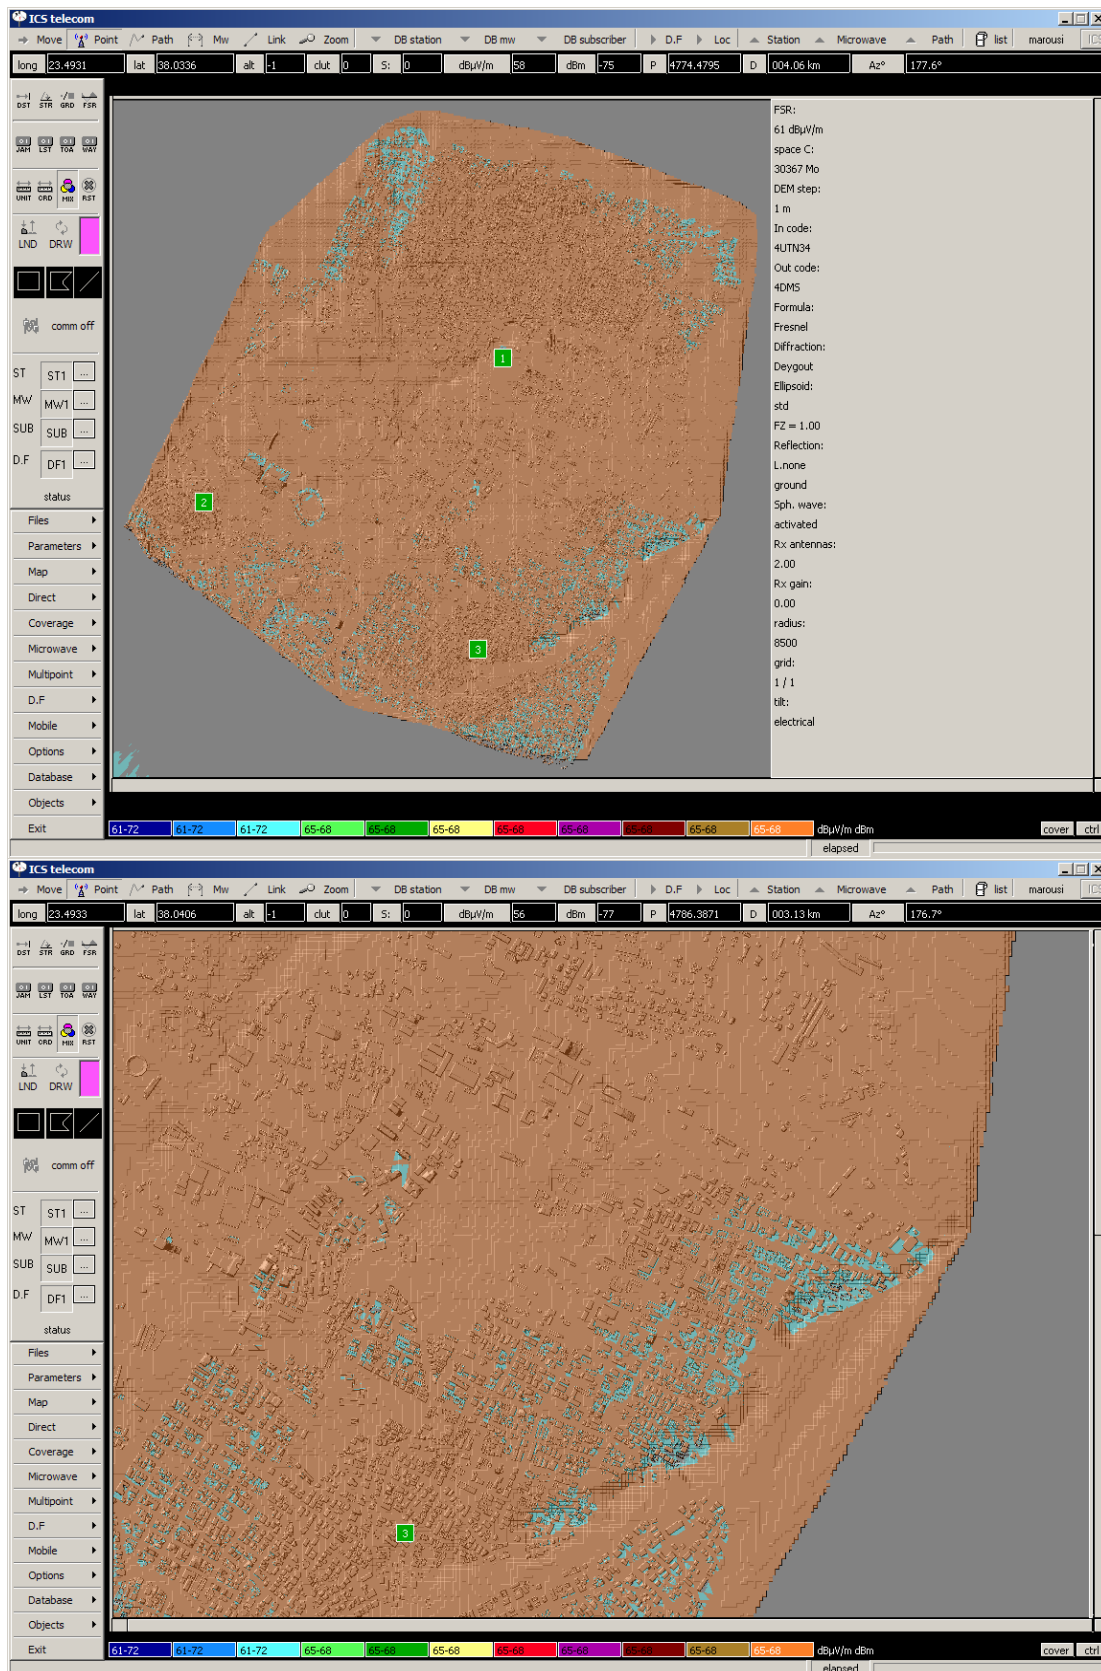 ICS telecom
Move Point Path Mw Link Zoom DB station DB mw DB subscriber D.F Loc Station Microwave Path list marousi ICS
long 23.4931 lat 38.0336 alt -1 clut 0 S: 0 dBµV/m 58 dBm -75 P 4774.4795 D 004.06 km Az° 177.6°
DST STR GRD FSR
JAM LST TOA WAY
UNIT CRD MIX RST
LND DRW
comm off
ST ST1 ...
MW MW1 ...
SUB SUB ...
D.F DF1 ...
status
Files
Parameters
Map
Direct
Coverage
Microwave
Multipoint
D.F
Mobile
Options
Database
Objects
Exit
1
2
3
FSR:
61 dBµV/m
space C:
30367 Mo
DEM step:
1 m
In code:
4UTN34
Out code:
4DMS
Formula:
Fresnel
Diffraction:
Deygout
Ellipsoid:
std
FZ = 1.00
Reflection:
L.none
ground
Sph. wave:
activated
Rx antennas:
2.00
Rx gain:
0.00
radius:
8500
grid:
1 / 1
tilt:
electrical
61-72 61-72 61-72 65-68 65-68 65-68 65-68 65-68 65-68 65-68 65-68 dBµV/m dBm cover ctrl
elapsed
ICS telecom
Move Point Path Mw Link Zoom DB station DB mw DB subscriber D.F Loc Station Microwave Path list marousi ICS
long 23.4933 lat 38.0406 alt -1 clut 0 S: 0 dBµV/m 56 dBm -77 P 4786.3871 D 003.13 km Az° 176.7°
DST STR GRD FSR
JAM LST TOA WAY
UNIT CRD MIX RST
LND DRW
comm off
ST ST1 ...
MW MW1 ...
SUB SUB ...
D.F DF1 ...
status
Files
Parameters
Map
Direct
Coverage
Microwave
Multipoint
D.F
Mobile
Options
Database
Objects
Exit
3
61-72 61-72 61-72 65-68 65-68 65-68 65-68 65-68 65-68 65-68 65-68 dBµV/m dBm cover ctrl
elapsed